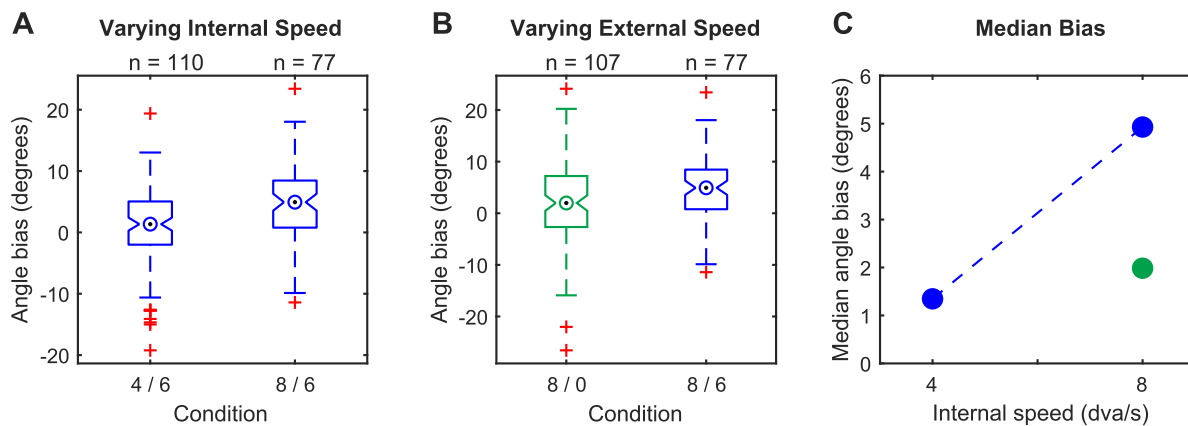 A
Varying Internal Speed
n = 110
n = 77
Angle bias (degrees)
20
10
0
-10
-20
4 / 6
8 / 6
Condition
B
Varying External Speed
n = 107
n = 77
Angle bias (degrees)
20
10
0
-10
-20
8 / 0
8 / 6
Condition
C
Median Bias
Median angle bias (degrees)
6
5
4
3
2
1
0
4
8
Internal speed (dva/s)